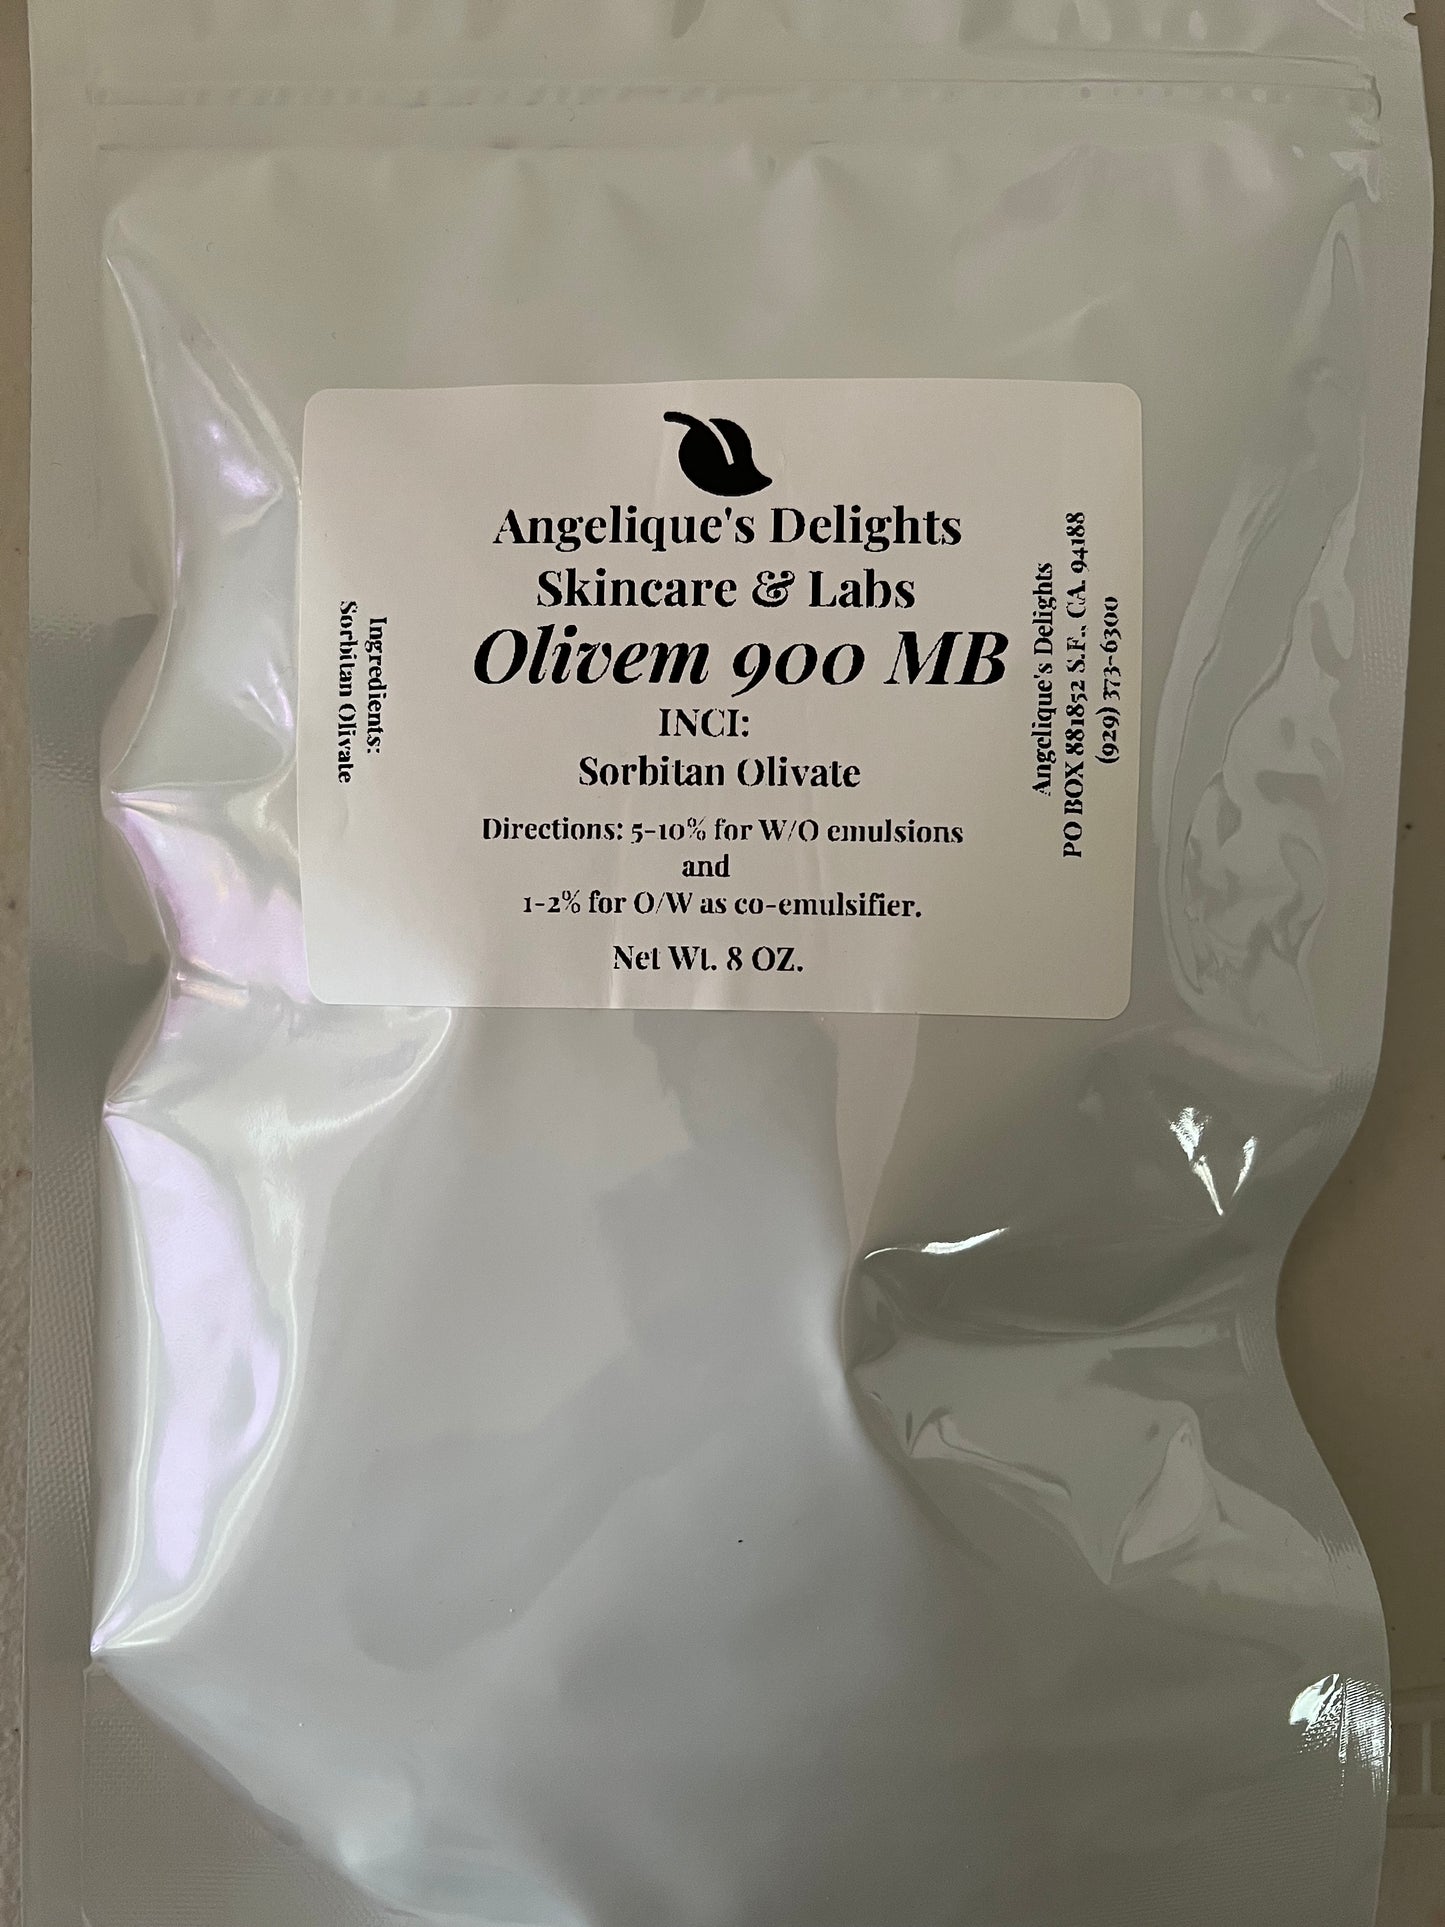 Angelique's Delights
Skincare & Labs
Olivem 900 MB
INCI:
Sorbitan Olivate
Directions: 5-10% for W/O emulsions
and
1-2% for O/W as co-emulsifier.
Net Wt. 8 OZ.
Ingredients:
Sorbitan Olivate
Angelique's Delights
PO BOX 881852 S.F., CA. 94188
(929) 373-6300